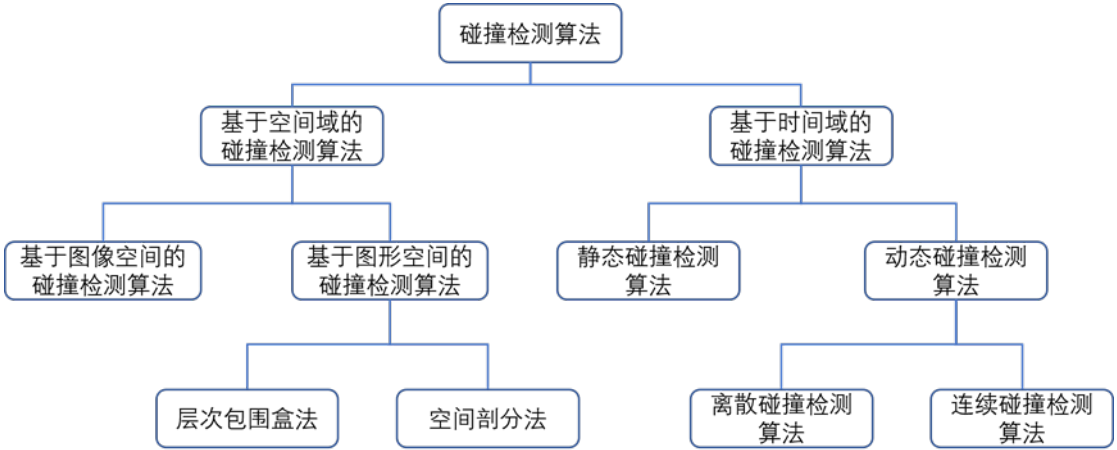 碰撞检测算法
基于空间域的
碰撞检测算法
基于时间域的
碰撞检测算法
基于图像空间的
碰撞检测算法
基于图形空间的
碰撞检测算法
静态碰撞检测
算法
动态碰撞检测
算法
层次包围盒法
空间剖分法
离散碰撞检测
算法
连续碰撞检测
算法